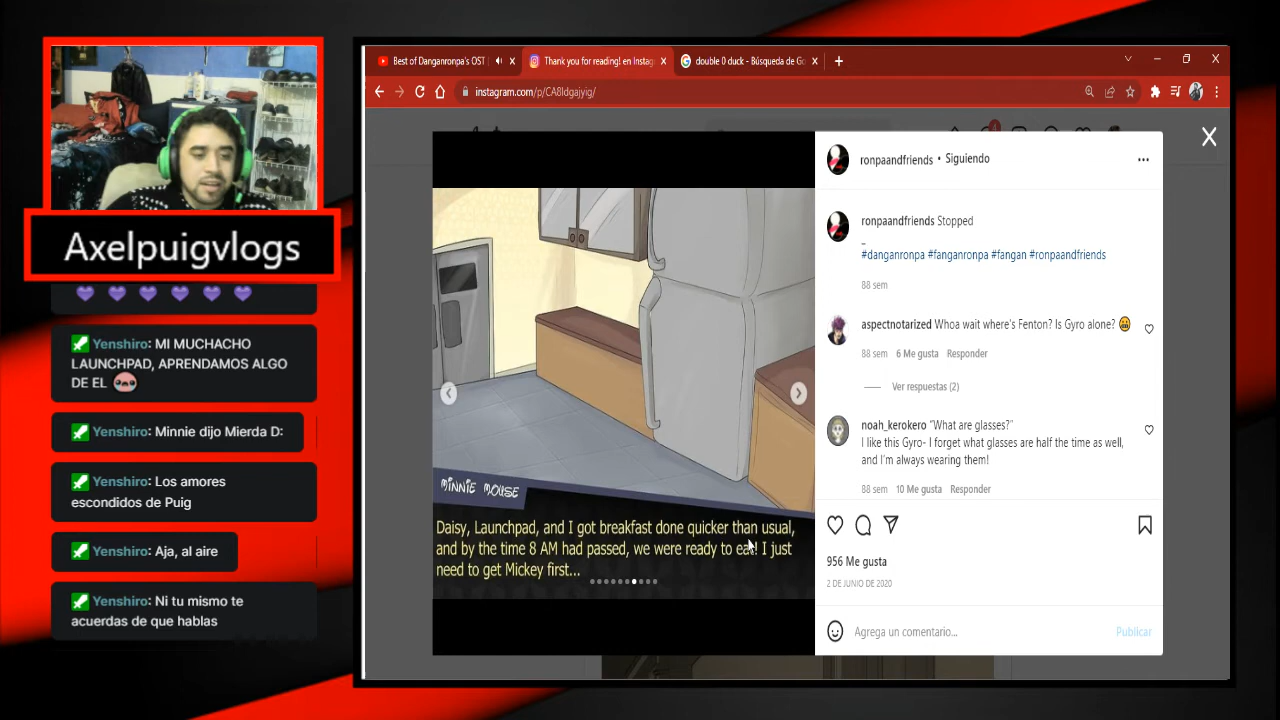 Axelpuigvlogs
Yenshiro: MI MUCHACHO
LAUNCHPAD, APRENDAMOS ALGO
DE EL
Yenshiro: Minnie dijo Mierda D:
Yenshiro: Los amores
escondidos de Puig
Yenshiro: Aja, al aire
Yenshiro: Ni tu mismo te
acuerdas de que hablas
Best of Danganronpa's OST
Thank you for reading! en Instag
double 0 duck - Búsqueda de Go
instagram.com/p/CA8ldgajyig/
MINNIE MOUSE
Daisy, Launchpad, and I got breakfast done quicker than usual,
and by the time 8 AM had passed, we were ready to eat! I just
need to get Mickey first...
ronpaandfriends • Siguiendo
ronpaandfriends Stopped
_
#danganronpa #fanganronpa #fangan #ronpaandfriends
88 sem
aspectnotarized Whoa wait where's Fenton? Is Gyro alone?
88 sem 6 Me gusta Responder
Ver respuestas (2)
noah_kerokero "What are glasses?"
I like this Gyro- I forget what glasses are half the time as well,
and I'm always wearing them!
88 sem 10 Me gusta Responder
956 Me gusta
2 DE JUNIO DE 2020
Agrega un comentario...
Publicar